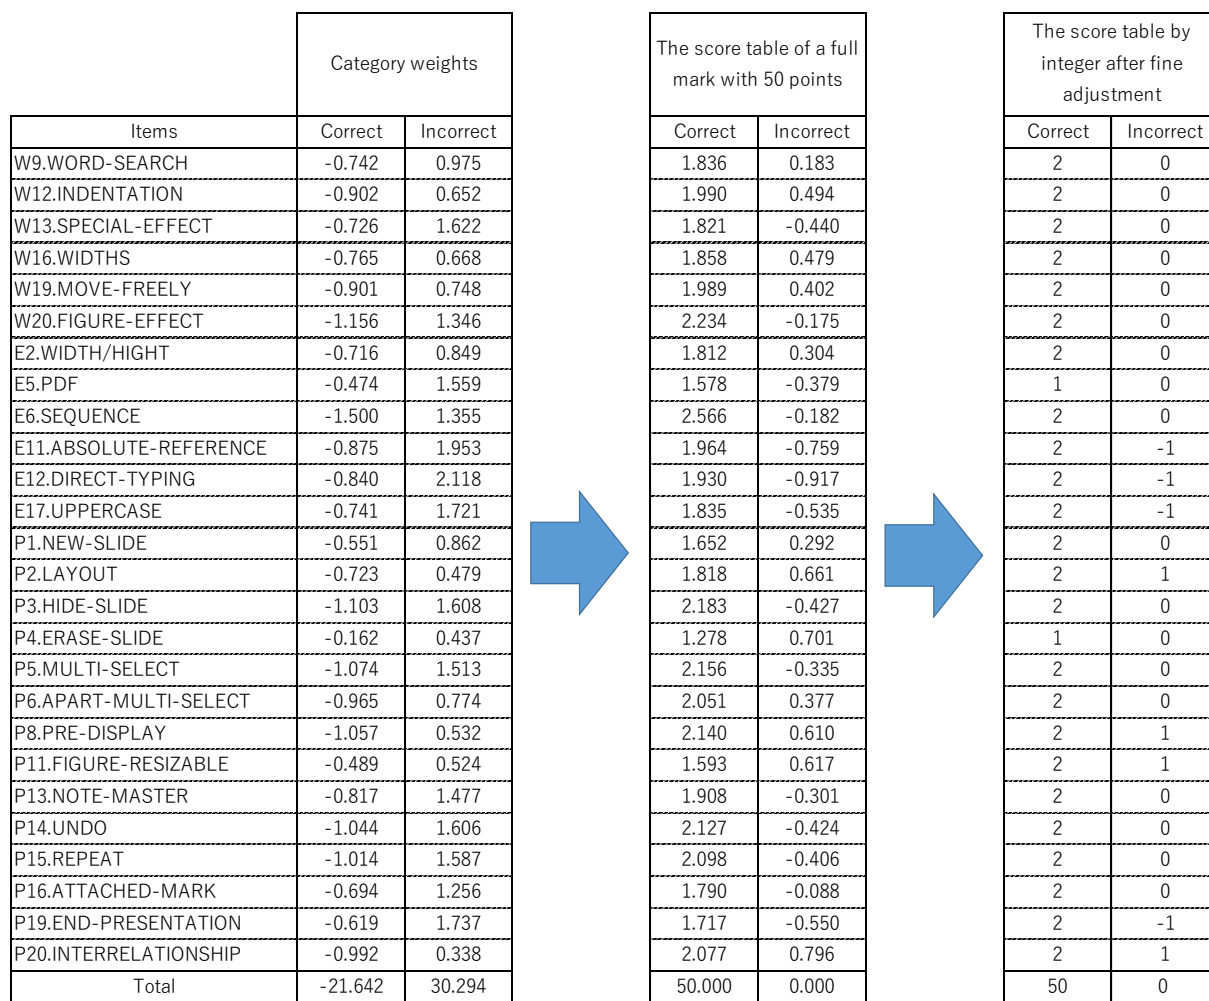 Category weights
The score table of a full
mark with 50 points
The score table by
integer after fine
adjustment
Items Correct Incorrect Correct Incorrect Correct Incorrect
W9.WORD-SEARCH -0.742 0.975 1.836 0.183 2 0
W12.INDENTATION -0.902 0.652 1.990 0.494 2 0
W13.SPECIAL-EFFECT -0.726 1.622 1.821 -0.440 2 0
W16.WIDTHS -0.765 0.668 1.858 0.479 2 0
W19.MOVE-FREELY -0.901 0.748 1.989 0.402 2 0
W20.FIGURE-EFFECT -1.156 1.346 2.234 -0.175 2 0
E2.WIDTH/HIGHT -0.716 0.849 1.812 0.304 2 0
E5.PDF -0.474 1.559 1.578 -0.379 1 0
E6.SEQUENCE -1.500 1.355 2.566 -0.182 2 0
E11.ABSOLUTE-REFERENCE -0.875 1.953 1.964 -0.759 2 -1
E12.DIRECT-TYPING -0.840 2.118 1.930 -0.917 2 -1
E17.UPPERCASE -0.741 1.721 1.835 -0.535 2 -1
P1.NEW-SLIDE -0.551 0.862 1.652 0.292 2 0
P2.LAYOUT -0.723 0.479 1.818 0.661 2 1
P3.HIDE-SLIDE -1.103 1.608 2.183 -0.427 2 0
P4.ERASE-SLIDE -0.162 0.437 1.278 0.701 1 0
P5.MULTI-SELECT -1.074 1.513 2.156 -0.335 2 0
P6.APART-MULTI-SELECT -0.965 0.774 2.051 0.377 2 0
P8.PRE-DISPLAY -1.057 0.532 2.140 0.610 2 1
P11.FIGURE-RESIZABLE -0.489 0.524 1.593 0.617 2 1
P13.NOTE-MASTER -0.817 1.477 1.908 -0.301 2 0
P14.UNDO -1.044 1.606 2.127 -0.424 2 0
P15.REPEAT -1.014 1.587 2.098 -0.406 2 0
P16.ATTACHED-MARK -0.694 1.256 1.790 -0.088 2 0
P19.END-PRESENTATION -0.619 1.737 1.717 -0.550 2 -1
P20.INTERRELATIONSHIP -0.992 0.338 2.077 0.796 2 1
Total -21.642 30.294 50.000 0.000 50 0